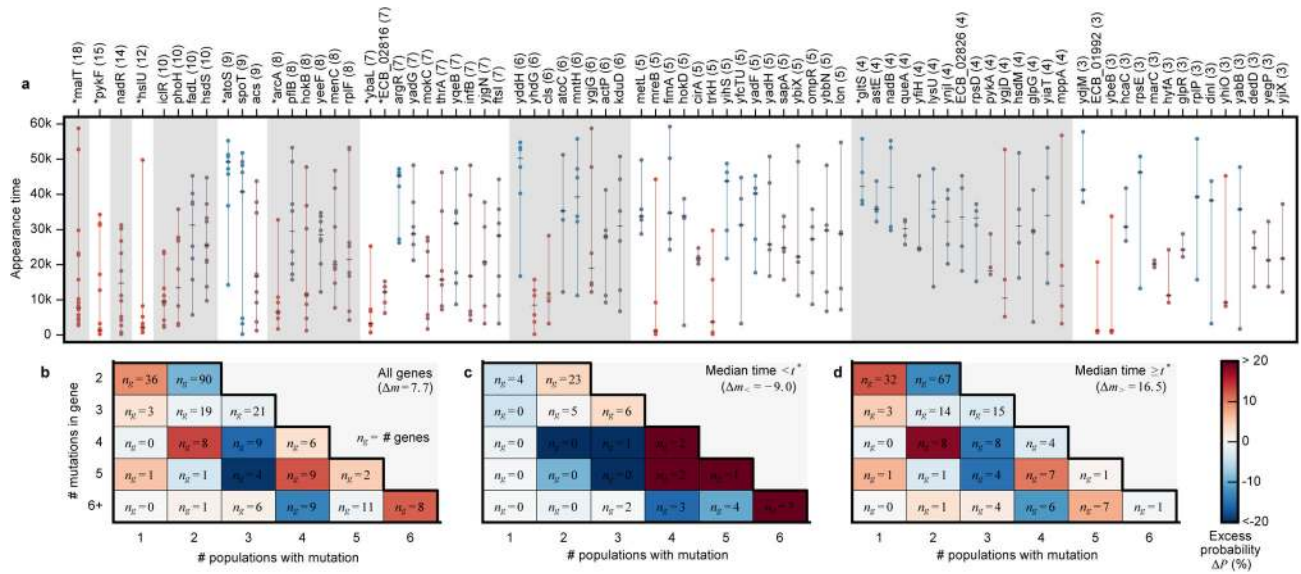 *malT (18)
*pykF (15)
nadR (14)
*hslU (12)
iclR (10)
phoH (10)
fadL (10)
hsdS (10)
*atoS (9)
spoT (9)
acs (9)
*arcA (8)
pflB (8)
hokB (8)
yeeF (8)
menC (8)
rplF (8)
*ybaL (7)
*ECB_02816 (7)
argR (7)
yadG (7)
mokC (7)
thrA (7)
yqeB (7)
infB (7)
yjgN (7)
ftsI (7)
yddH (6)
yhdG (6)
cls (6)
atoC (6)
mntH (6)
ygjG (6)
actP (6)
kduD (6)
metL (5)
mreB (5)
fimA (5)
hokD (5)
cirA (5)
trkH (5)
yihS (5)
yfcTU (5)
yadF (5)
yadH (5)
sapA (5)
ybiX (5)
ompR (5)
ybbN (5)
lon (5)
*gltS (4)
astE (4)
nadB (4)
queA (4)
yfiH (4)
lysU (4)
ynjI (4)
ECB_02826 (4)
rpsD (4)
pykA (4)
ygjD (4)
hsdM (4)
glpG (4)
yiaT (4)
mppA (4)
ydjM (3)
ECB_01992 (3)
ybeB (3)
hcaC (3)
rpsE (3)
marC (3)
hyfA (3)
glpR (3)
rplP (3)
dinI (3)
yhiO (3)
yabB (3)
dedD (3)
yegP (3)
yjiX (3)
a
Appearance time
60k
50k
40k
30k
20k
10k
0
b
All genes
(Δm = 7.7)
n_g = # genes
# mutations in gene
2
3
4
5
6+
n_g = 36 n_g = 90
n_g = 3 n_g = 19 n_g = 21
n_g = 0 n_g = 8 n_g = 9 n_g = 6
n_g = 1 n_g = 1 n_g = 4 n_g = 9 n_g = 2
n_g = 0 n_g = 1 n_g = 6 n_g = 9 n_g = 11 n_g = 8
1 2 3 4 5 6
# populations with mutation
c
Median time < t*
(Δm< = −9.0)
n_g = 4 n_g = 23
n_g = 0 n_g = 5 n_g = 6
n_g = 0 n_g = 0 n_g = 1 n_g = 2
n_g = 0 n_g = 0 n_g = 0 n_g = 2 n_g = 1
n_g = 0 n_g = 0 n_g = 2 n_g = 3 n_g = 4
1 2 3 4 5 6
# populations with mutation
d
Median time ≥ t*
(Δm> = 16.5)
n_g = 32 n_g = 67
n_g = 3 n_g = 14 n_g = 15
n_g = 0 n_g = 8 n_g = 8 n_g = 4
n_g = 1 n_g = 1 n_g = 4 n_g = 7 n_g = 1
n_g = 0 n_g = 1 n_g = 4 n_g = 6 n_g = 7 n_g = 1
1 2 3 4 5 6
# populations with mutation
> 20
10
0
-10
<-20
Excess
probability
ΔP (%)